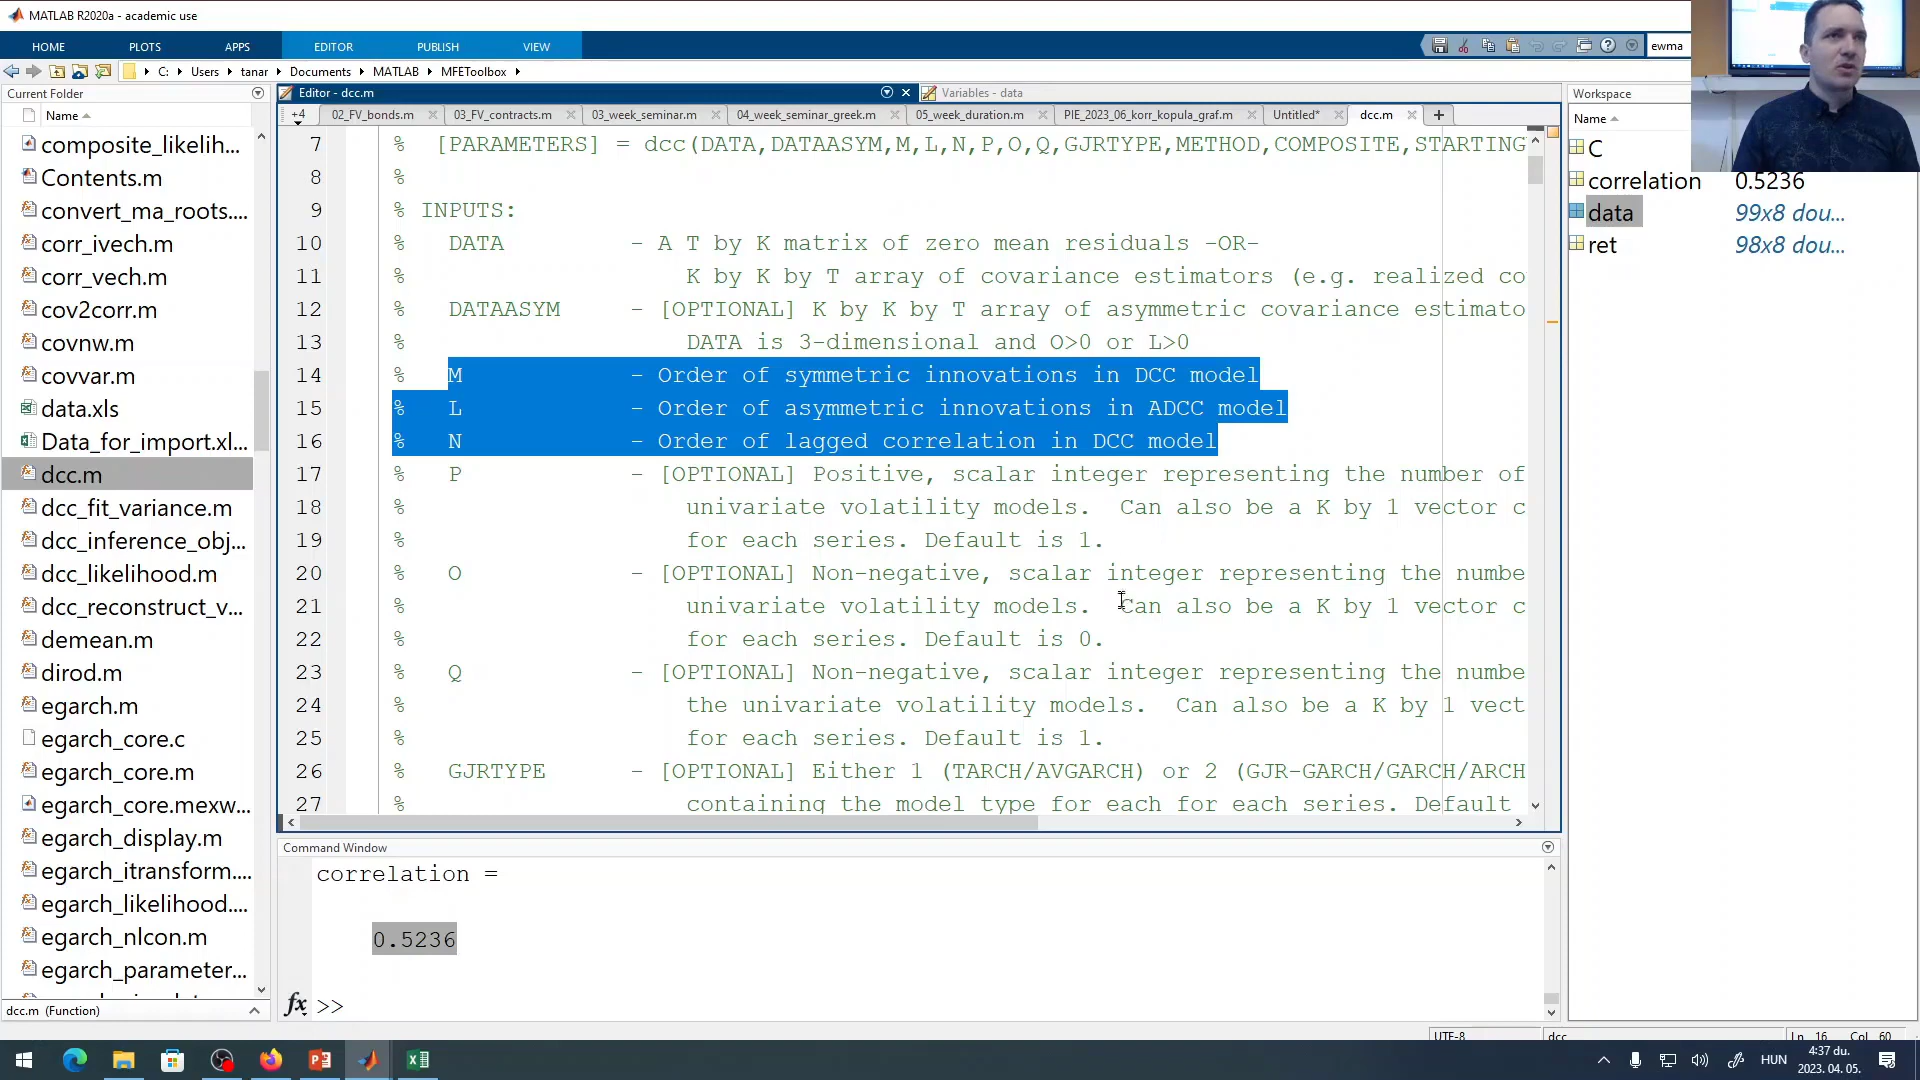 MATLAB R2020a - academic use
HOME PLOTS APPS EDITOR PUBLISH VIEW
ewma
C: Users tanar Documents MATLAB MFEToolbox
Current Folder
Name
composite_likelih...
Contents.m
convert_ma_roots....
corr_ivech.m
corr_vech.m
cov2corr.m
covnw.m
covvar.m
data.xls
Data_for_import.xl...
dcc.m
dcc_fit_variance.m
dcc_inference_obj...
dcc_likelihood.m
dcc_reconstruct_v...
demean.m
dirod.m
egarch.m
egarch_core.c
egarch_core.m
egarch_core.mexw...
egarch_display.m
egarch_itransform....
egarch_likelihood....
egarch_nlcon.m
egarch_parameter...
dcc.m (Function)
Editor - dcc.m
Variables - data
+4 02_FV_bonds.m 03_FV_contracts.m 03_week_seminar.m 04_week_seminar_greek.m 05_week_duration.m PIE_2023_06_korr_kopula_graf.m Untitled* dcc.m
7 % [PARAMETERS] = dcc(DATA,DATAASYM,M,L,N,P,O,Q,GJRTYPE,METHOD,COMPOSITE,STARTING
8 %
9 % INPUTS:
10 % DATA - A T by K matrix of zero mean residuals -OR-
11 % K by K by T array of covariance estimators (e.g. realized co
12 % DATAASYM - [OPTIONAL] K by K by T array of asymmetric covariance estimato
13 % DATA is 3-dimensional and O>0 or L>0
14 % M - Order of symmetric innovations in DCC model
15 % L - Order of asymmetric innovations in ADCC model
16 % N - Order of lagged correlation in DCC model
17 % P - [OPTIONAL] Positive, scalar integer representing the number of
18 % univariate volatility models. Can also be a K by 1 vector c
19 % for each series. Default is 1.
20 % O - [OPTIONAL] Non-negative, scalar integer representing the numbe
21 % univariate volatility models. Can also be a K by 1 vector c
22 % for each series. Default is 0.
23 % Q - [OPTIONAL] Non-negative, scalar integer representing the numbe
24 % the univariate volatility models. Can also be a K by 1 vect
25 % for each series. Default is 1.
26 % GJRTYPE - [OPTIONAL] Either 1 (TARCH/AVGARCH) or 2 (GJR-GARCH/GARCH/ARCH
27 % containing the model type for each for each series. Default
Command Window
correlation =
0.5236
fx >>
Workspace
Name
C
correlation 0.5236
data 99x8 dou...
ret 98x8 dou...
UTF-8 dcc Ln 16 Col 60
HUN
4:37 du.
2023. 04. 05.